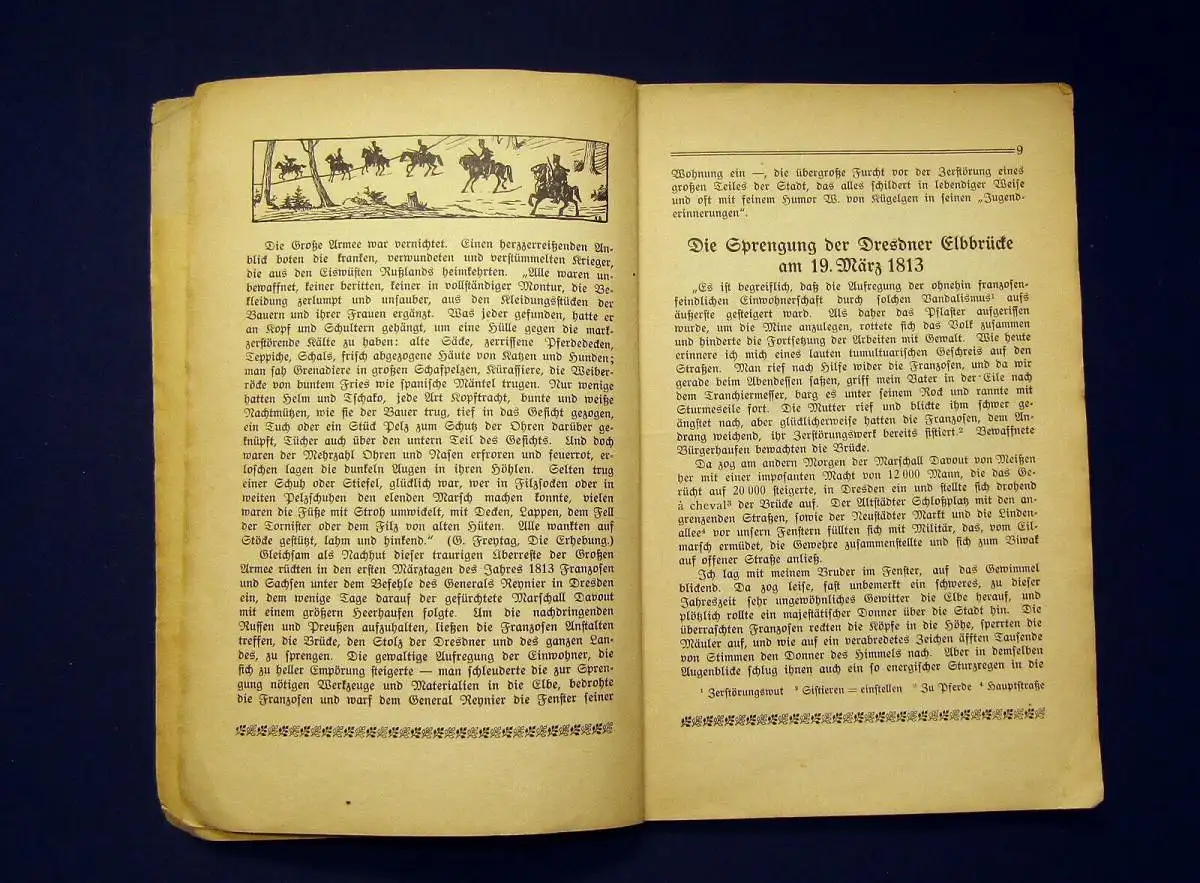 Die Große Armee war vernichtet. Einen herzzerreißenden An-
blick boten die kranken, verwundeten und verstümmelten Krieger,
die aus den Eiswüsten Rußlands heimkehrten. „Alle waren un-
bewaffnet, keiner beritten, keiner in vollständiger Montur, die Be-
kleidung zerlumpt und unsauber, aus den Kleidungsstücken der
Bauern und ihrer Frauen ergänzt. Was jeder gefunden, hatte er
an Kopf und Schultern gehängt, um eine Hülle gegen die mark-
zerstörende Kälte zu haben: alte Säcke, zerrissene Pferdedecken,
Teppiche, Schals, frisch abgezogene Häute von Katzen und Hunden;
man sah Grenadiere in großen Schafpelzen, Kürassiere, die Weiber-
röcke von buntem Fries wie spanische Mäntel trugen. Nur wenige
hatten Helm und Tschako, jede Art Kopftracht, bunte und weiße
Nachtmützen, wie sie der Bauer trug, tief in das Gesicht gezogen,
ein Tuch oder ein Stück Pelz zum Schutz der Ohren darüber ge-
knüpft, Tücher auch über den untern Teil des Gesichts. Und doch
waren der Mehrzahl Ohren und Nasen erfroren und feuerrot, er-
loschen lagen die dunkeln Augen in ihren Höhlen. Selten trug
einer Schuh oder Stiefel, glücklich war, wer in Filzsocken oder in
weiten Pelzschuhen den elenden Marsch machen konnte, vielen
waren die Füße mit Stroh umwickelt, mit Decken, Lappen, dem Fell
der Tornister oder dem Filz von alten Hüten. Alle wankten auf
Stöcke gestützt, lahm und hinkend.“ (G. Freytag, Die Erhebung.)
Gleichsam als Nachhut dieser traurigen Überreste der Großen
Armee rückten in den ersten Märztagen des Jahres 1813 Franzosen
und Sachsen unter dem Befehle des Generals Reynier in Dresden
ein, dem wenige Tage darauf der gefürchtete Marschall Davout
mit einem größern Heerhaufen folgte. Um die nachdringenden
Russen und Preußen aufzuhalten, ließen die Franzosen Anstalten
treffen, die Brücke, den Stolz der Dresdner und des ganzen Lan-
des, zu sprengen. Die gewaltige Aufregung der Einwohner, die
sich zu heller Empörung steigerte — man schleuderte die zur Spren-
gung nötigen Werkzeuge und Materialien in die Elbe, bedrohte
die Franzosen und warf dem General Reynier die Fenster seiner
9
Wohnung ein —, die übergroße Furcht vor der Zerstörung eines
großen Teiles der Stadt, das alles schildert in lebendiger Weise
und oft mit feinem Humor W. von Kügelgen in seinen „Jugend-
erinnerungen“.
Die Sprengung der Dresdner Elbbrücke
am 19. März 1813
„Es ist begreiflich, daß die Aufregung der ohnehin franzosen-
feindlichen Einwohnerschaft durch solchen Vandalismus¹ aufs
äußerste gesteigert ward. Als daher das Pflaster aufgerissen
wurde, um die Mine anzulegen, rottete sich das Volk zusammen
und hinderte die Fortsetzung der Arbeiten mit Gewalt. Wie heute
erinnere ich mich eines lauten tumultuarischen Geschreis auf den
Straßen. Man rief nach Hilfe wider die Franzosen, und da wir
gerade beim Abendessen saßen, griff mein Vater in der Eile nach
dem Tranchiermesser, barg es unter seinem Rock und rannte mit
Sturmeseile fort. Die Mutter rief und blickte ihm schwer ge-
ängstet nach, aber glücklicherweise hatten die Franzosen, dem An-
drang weichend, ihr Zerstörungswerk bereits sistiert.² Bewaffnete
Bürgerhaufen bewachten die Brücke.
Da zog am andern Morgen der Marschall Davout von Meißen
her mit einer imposanten Macht von 12 000 Mann, die das Ge-
rücht auf 20 000 steigerte, in Dresden ein und stellte sich drohend
à cheval³ der Brücke auf. Der Altstädter Schloßplatz mit den an-
grenzenden Straßen, sowie der Neustädter Markt und die Linden-
allee⁴ vor unsern Fenstern füllten sich mit Militär, das, vom Eil-
marsch ermüdet, die Gewehre zusammenstellte und sich zum Biwak
auf offener Straße anließ.
Ich lag mit meinem Bruder im Fenster, auf das Gewimmel
blickend. Da zog leise, fast unbemerkt ein schweres, zu dieser
Jahreszeit sehr ungewöhnliches Gewitter die Elbe herauf, und
plötzlich rollte ein majestätischer Donner über die Stadt hin. Die
überraschten Franzosen reckten die Köpfe in die Höhe, sperrten die
Mäuler auf, und wie auf ein verabredetes Zeichen äfften Tausende
von Stimmen den Donner des Himmels nach. Aber in demselben
Augenblicke schlug ihnen auch ein so energischer Sturzregen in die
¹ Zerstörungswut ² Sistieren = einstellen ³ Zu Pferde ⁴ Hauptstraße